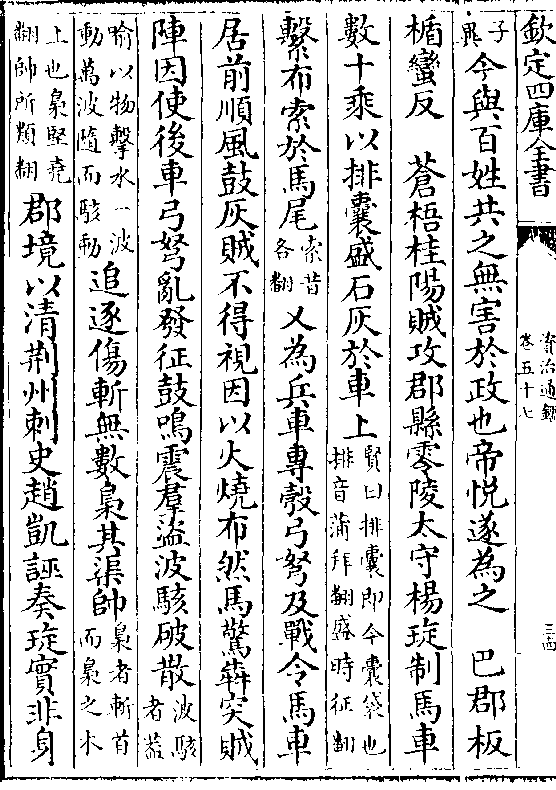 欽定四庫全書
資治通鑑
卷五十七
三十四
子異
今與百姓共之無害於政也帝悅遂為之 巴郡板
楯蠻反 蒼梧桂陽賊攻郡縣零陵太守楊琁制馬車
數十乘以排囊盛石灰於車上賢曰排囊即今囊袋也排音蒲拜翻盛時征翻
繫布索於馬尾索昔各翻又為兵車專彀弓弩及戰令馬車
居前順風鼓灰賊不得視因以火燒布然馬驚犇突賊
陣因使後車弓弩亂發征鼓鳴震羣盜波駭破散波駭者葢
喻以物擊水一波動萬波隨而駭動追逐傷斬無數梟其渠帥梟者斬首而梟之木
上也梟堅堯翻帥所類翻郡境以清荆州刺史趙凱誣奏琁實非身